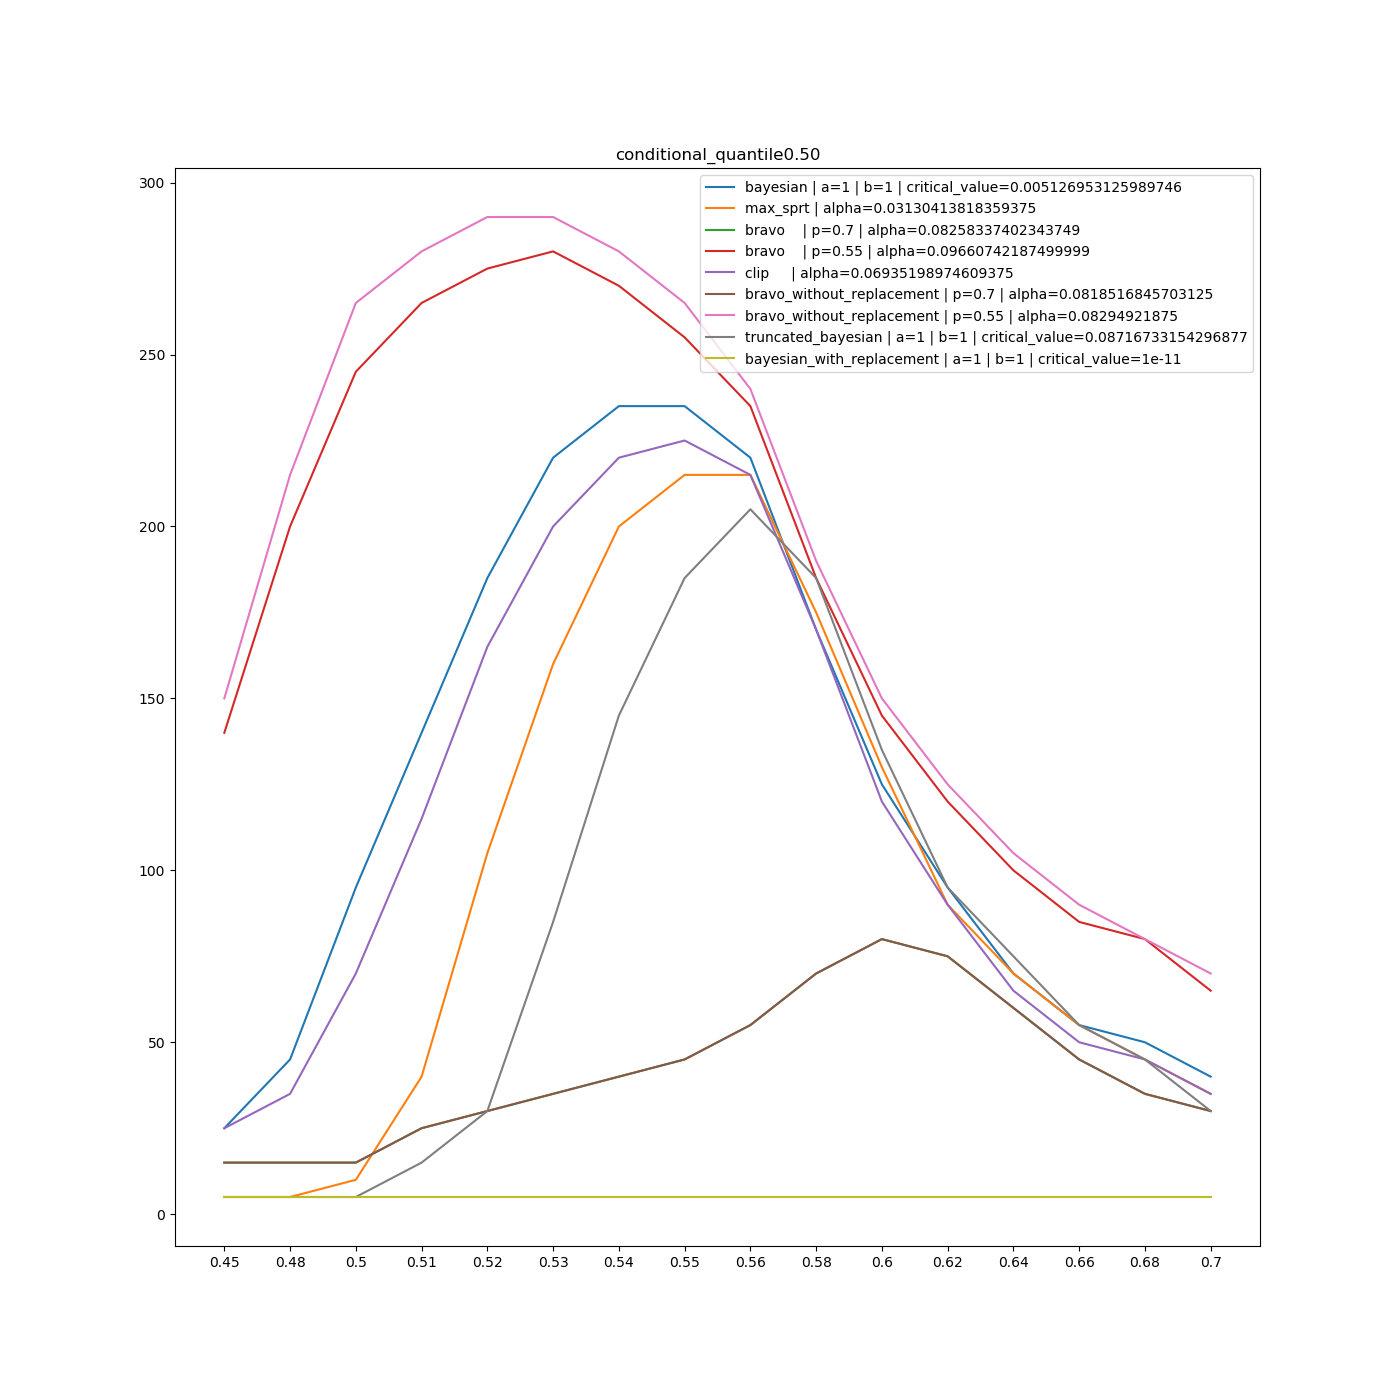 conditional_quantile0.50
300
250
200
150
100
50
0
bayesian | a=1 | b=1 | critical_value=0.005126953125989746
max_sprt | alpha=0.03130413818359375
bravo    | p=0.7 | alpha=0.08258337402343749
bravo    | p=0.55 | alpha=0.09660742187499999
clip     | alpha=0.06935198974609375
bravo_without_replacement | p=0.7 | alpha=0.0818516845703125
bravo_without_replacement | p=0.55 | alpha=0.08294921875
truncated_bayesian | a=1 | b=1 | critical_value=0.08716733154296877
bayesian_with_replacement | a=1 | b=1 | critical_value=1e-11
0.45 0.48 0.5 0.51 0.52 0.53 0.54 0.55 0.56 0.58 0.6 0.62 0.64 0.66 0.68 0.7